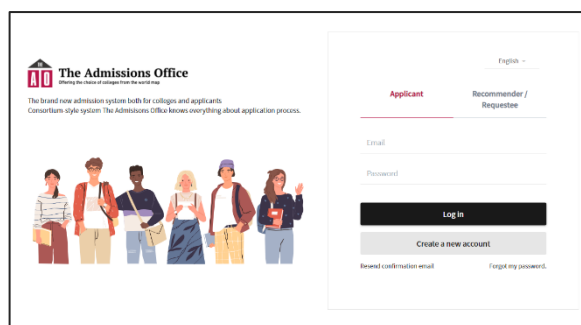 AO
The Admissions Office
Offering the choice of colleges from the world map
The brand new admission system both for colleges and applicants
Consortium-style system The Admisisons Office knows everything about application process.
English
Applicant
Recommender /
Requestee
Email
Password
Log in
Create a new account
Resend confirmation email
Forgot my password.